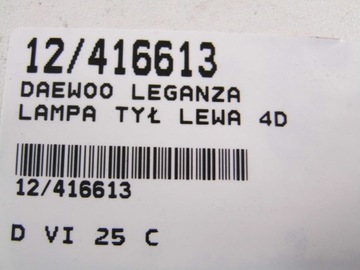 12/416613
DAEWOO LEGANZA
LAMPA TYŁ LEWA 4D
12/416613
D VI 25 C